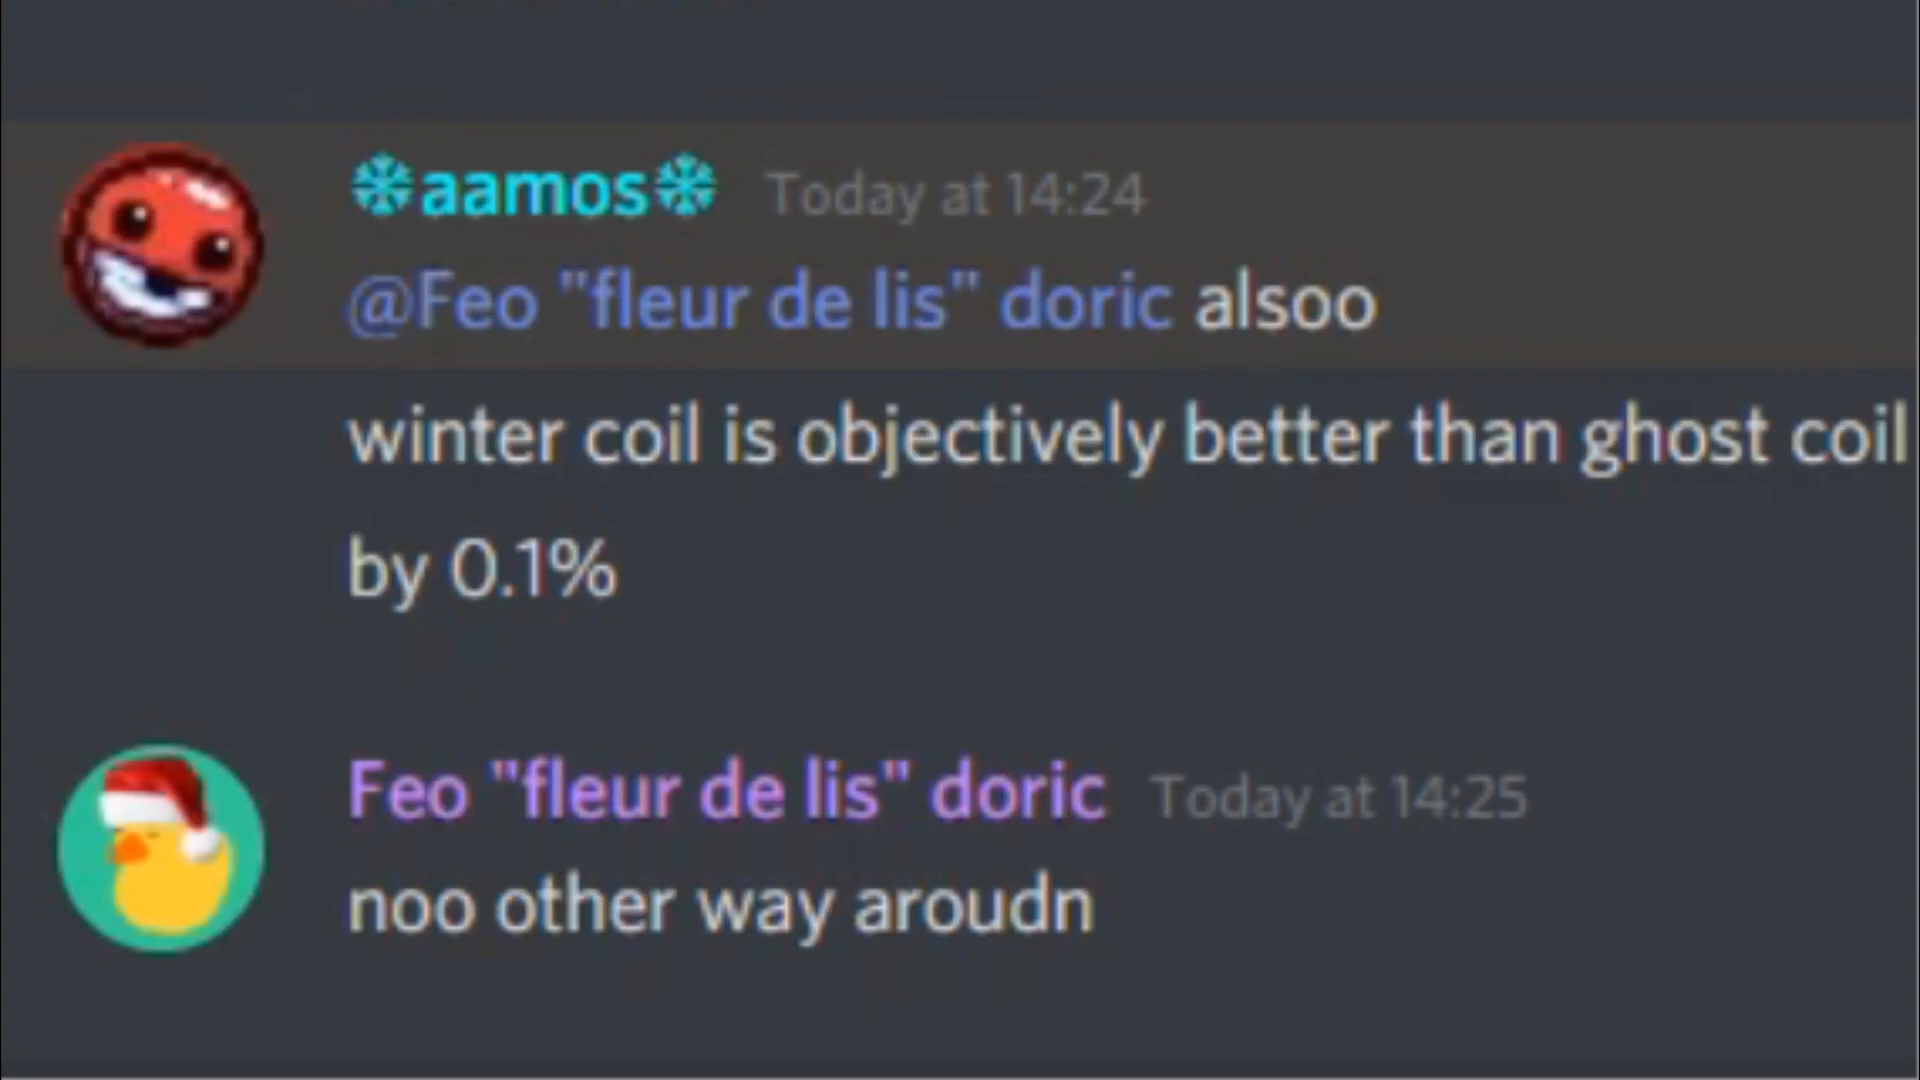 ❄aamos❄ Today at 14:24
@Feo "fleur de lis" doric alsoo
winter coil is objectively better than ghost coil
by 0.1%
Feo "fleur de lis" doric Today at 14:25
noo other way aroudn